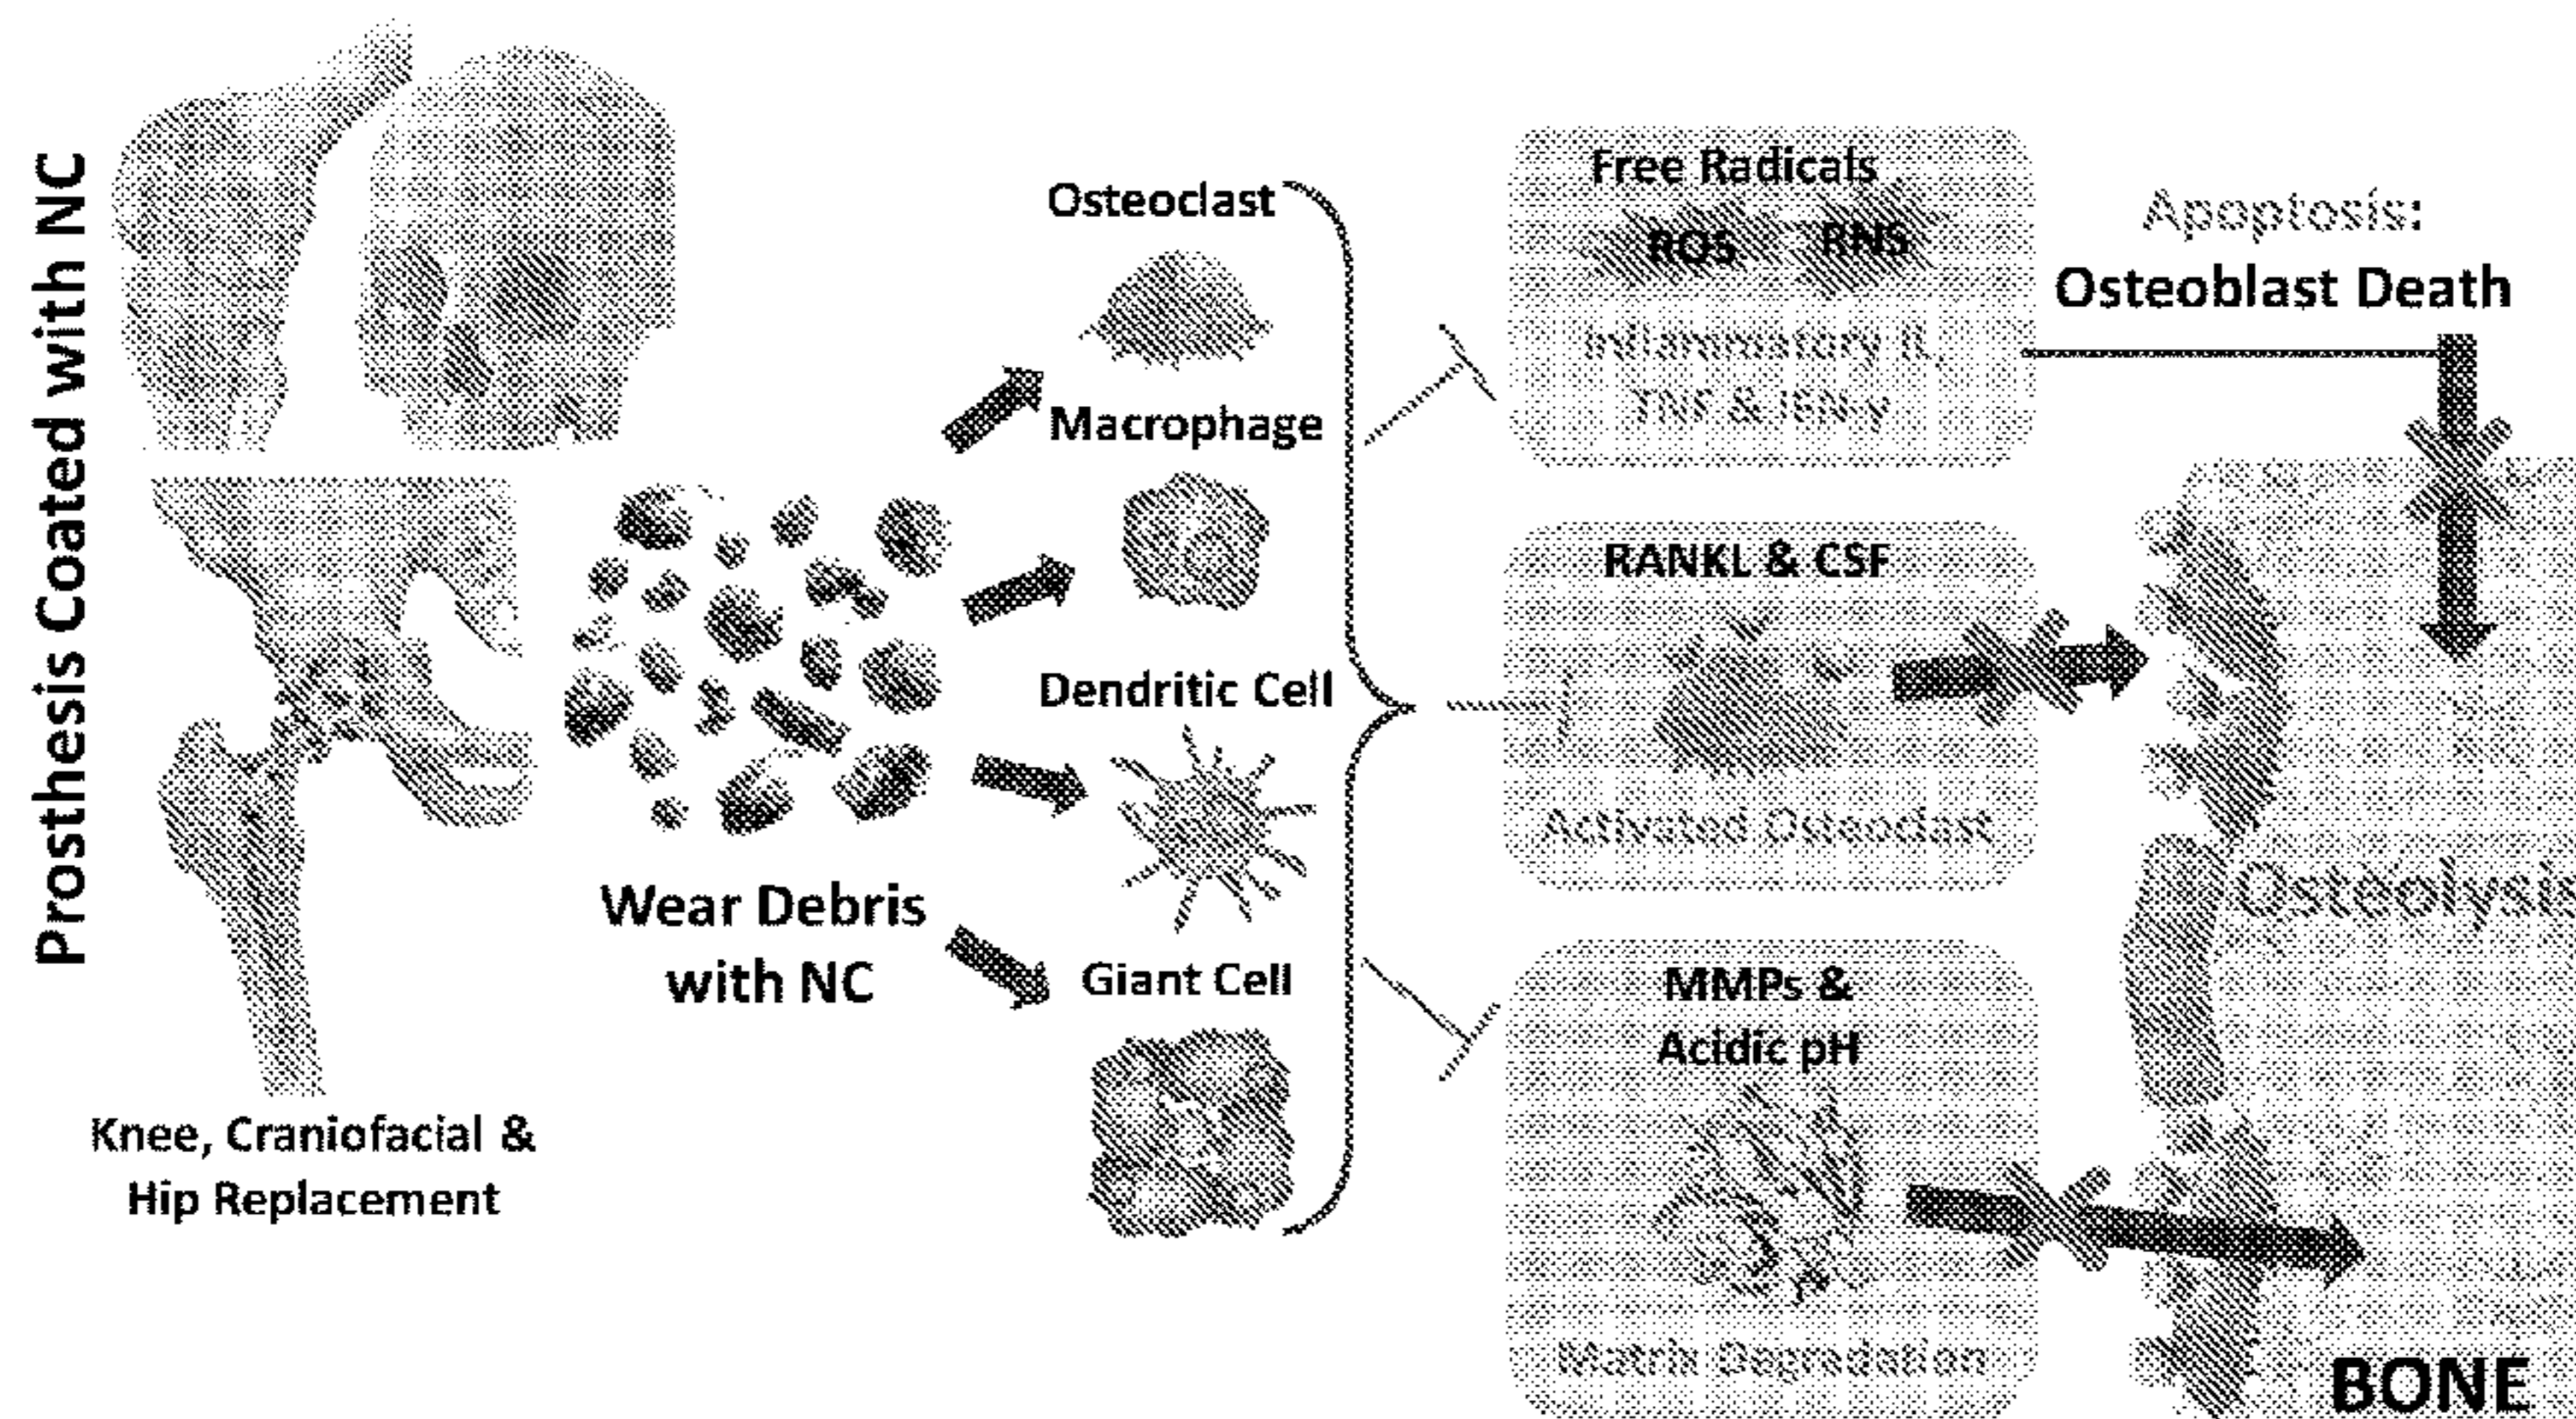 Prosthesis Coated with NC
Knee, Craniofacial &
Hip Replacement
Wear Debris
with NC
Osteoclast
Macrophage
Dendritic Cell
Giant Cell
Free Radicals
ROS RNS
Inflammatory IL,
TNF & IFN-γ
RANKL & CSF
Activated Osteoclast
MMPs &
Acidic pH
Matrix Degradation
Apoptosis:
Osteoblast Death
Osteolysis
BONE